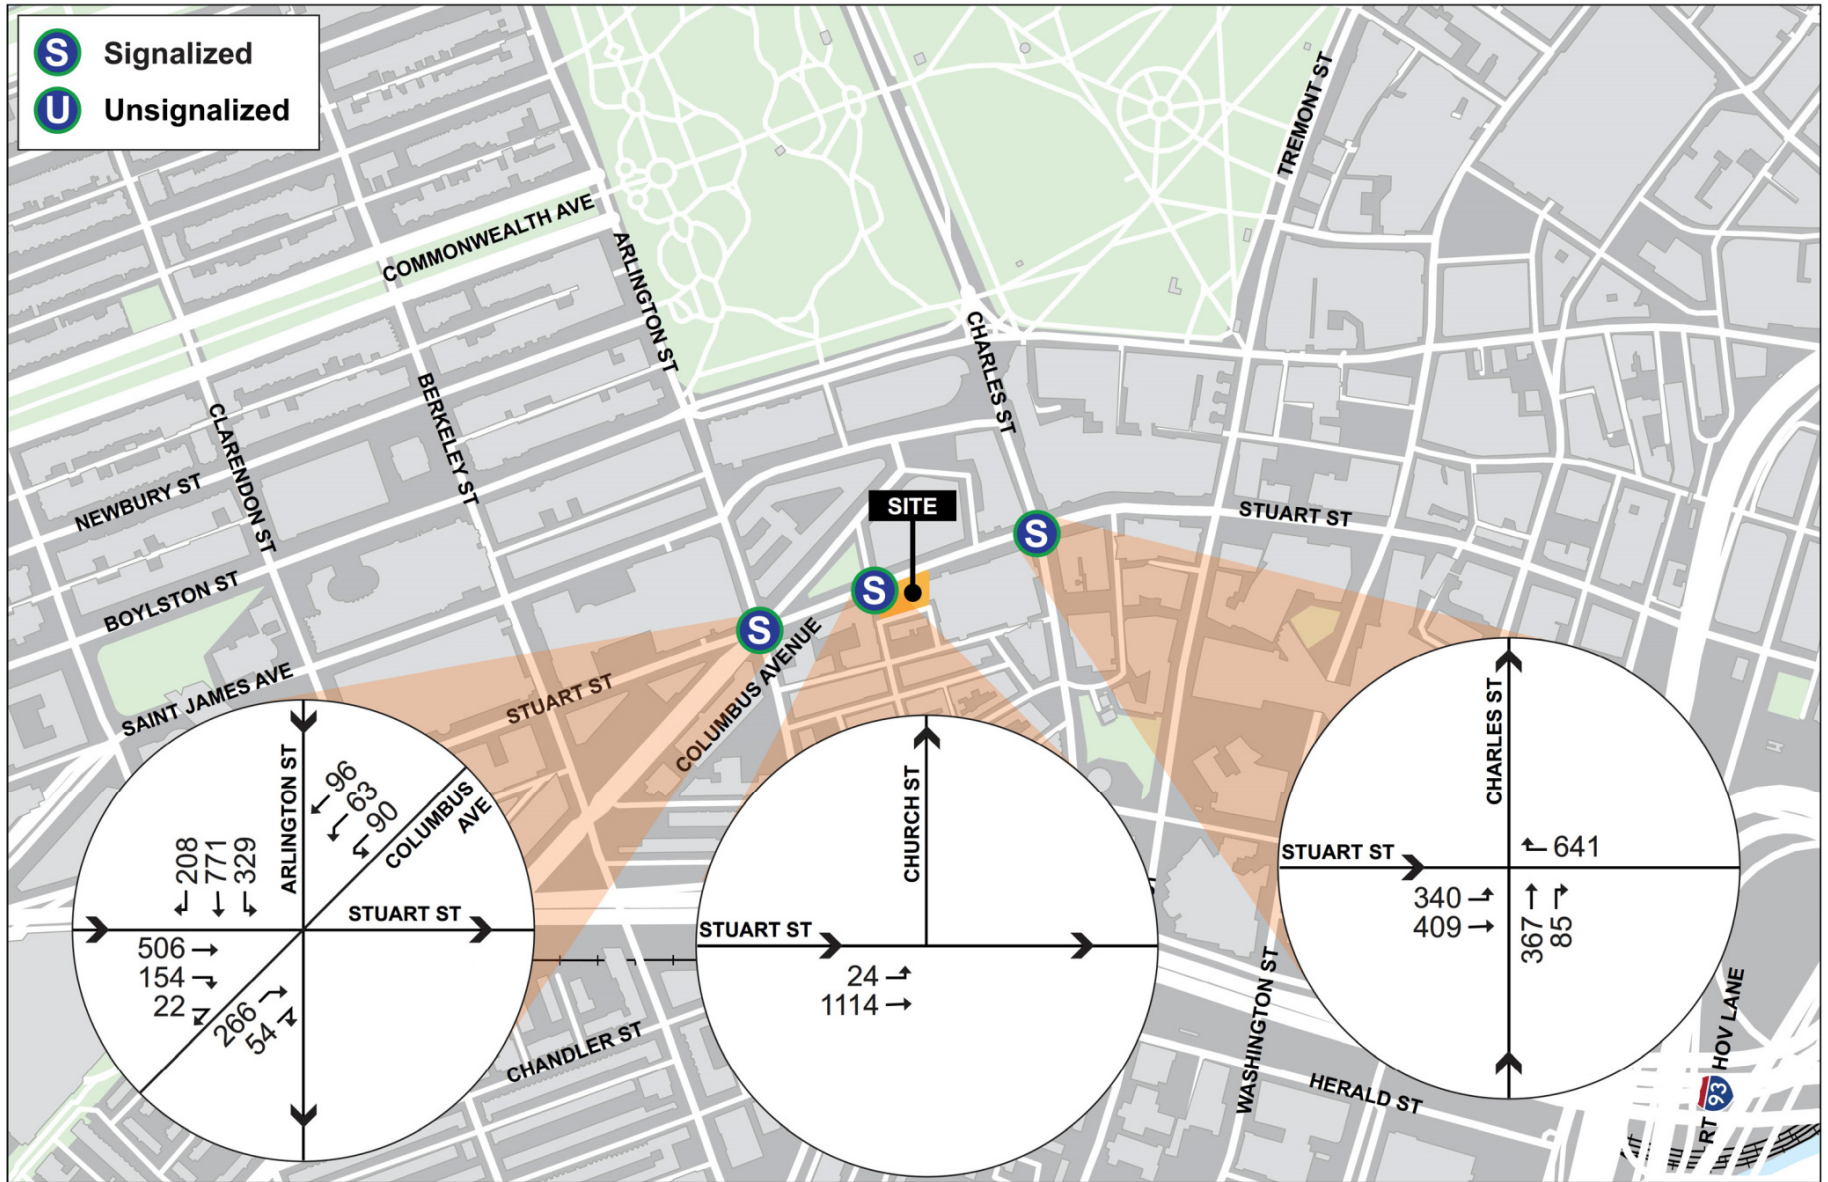 S Signalized
U Unsignalized
TREMONT ST
COMMONWEALTH AVE
ARLINGTON ST
CHARLES ST
BERKELEY ST
CLARENDON ST
NEWBURY ST
SITE
STUART ST
S
S
S
BOYLSTON ST
COLUMBUS AVENUE
SAINT JAMES AVE
STUART ST
ARLINGTON ST
96
63
90
COLUMBUS
AVE
208
771
329
STUART ST
506
154
22
266
54
CHURCH ST
STUART ST
24
1114
CHARLES ST
641
STUART ST
340
409
367
85
CHANDLER ST
WASHINGTON ST
HERALD ST
RT 93 HOV LANE